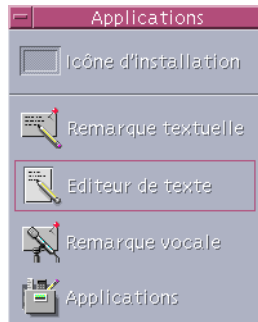 Applications
Icône d'installation
Remarque textuelle
Editeur de texte
Remarque vocale
Applications